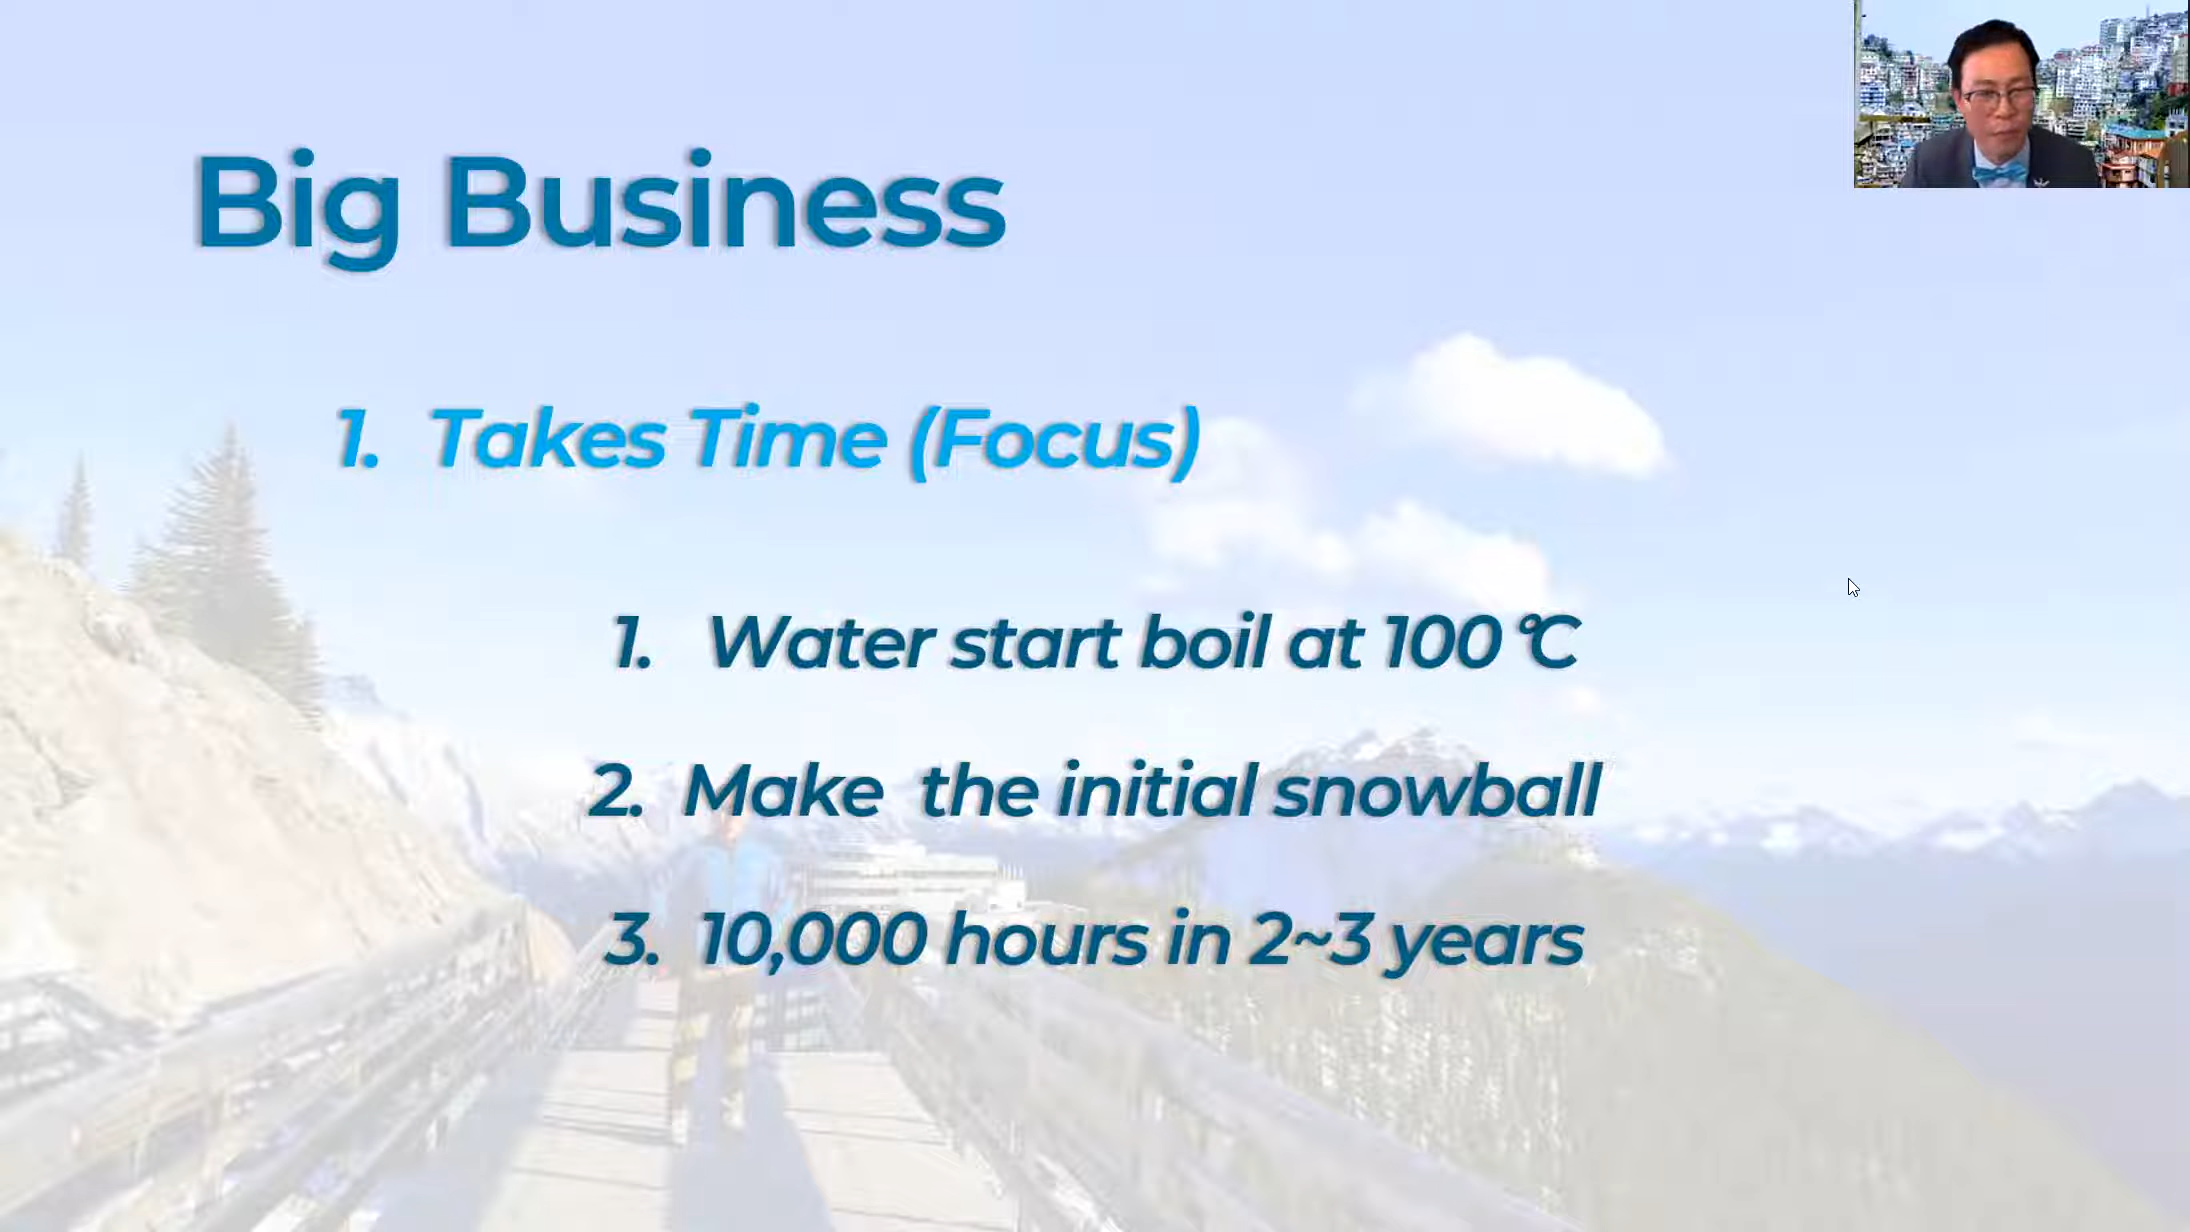 Big Business
1. Takes Time (Focus)
1. Water start boil at 100℃
2. Make the initial snowball
3. 10,000 hours in 2~3 years